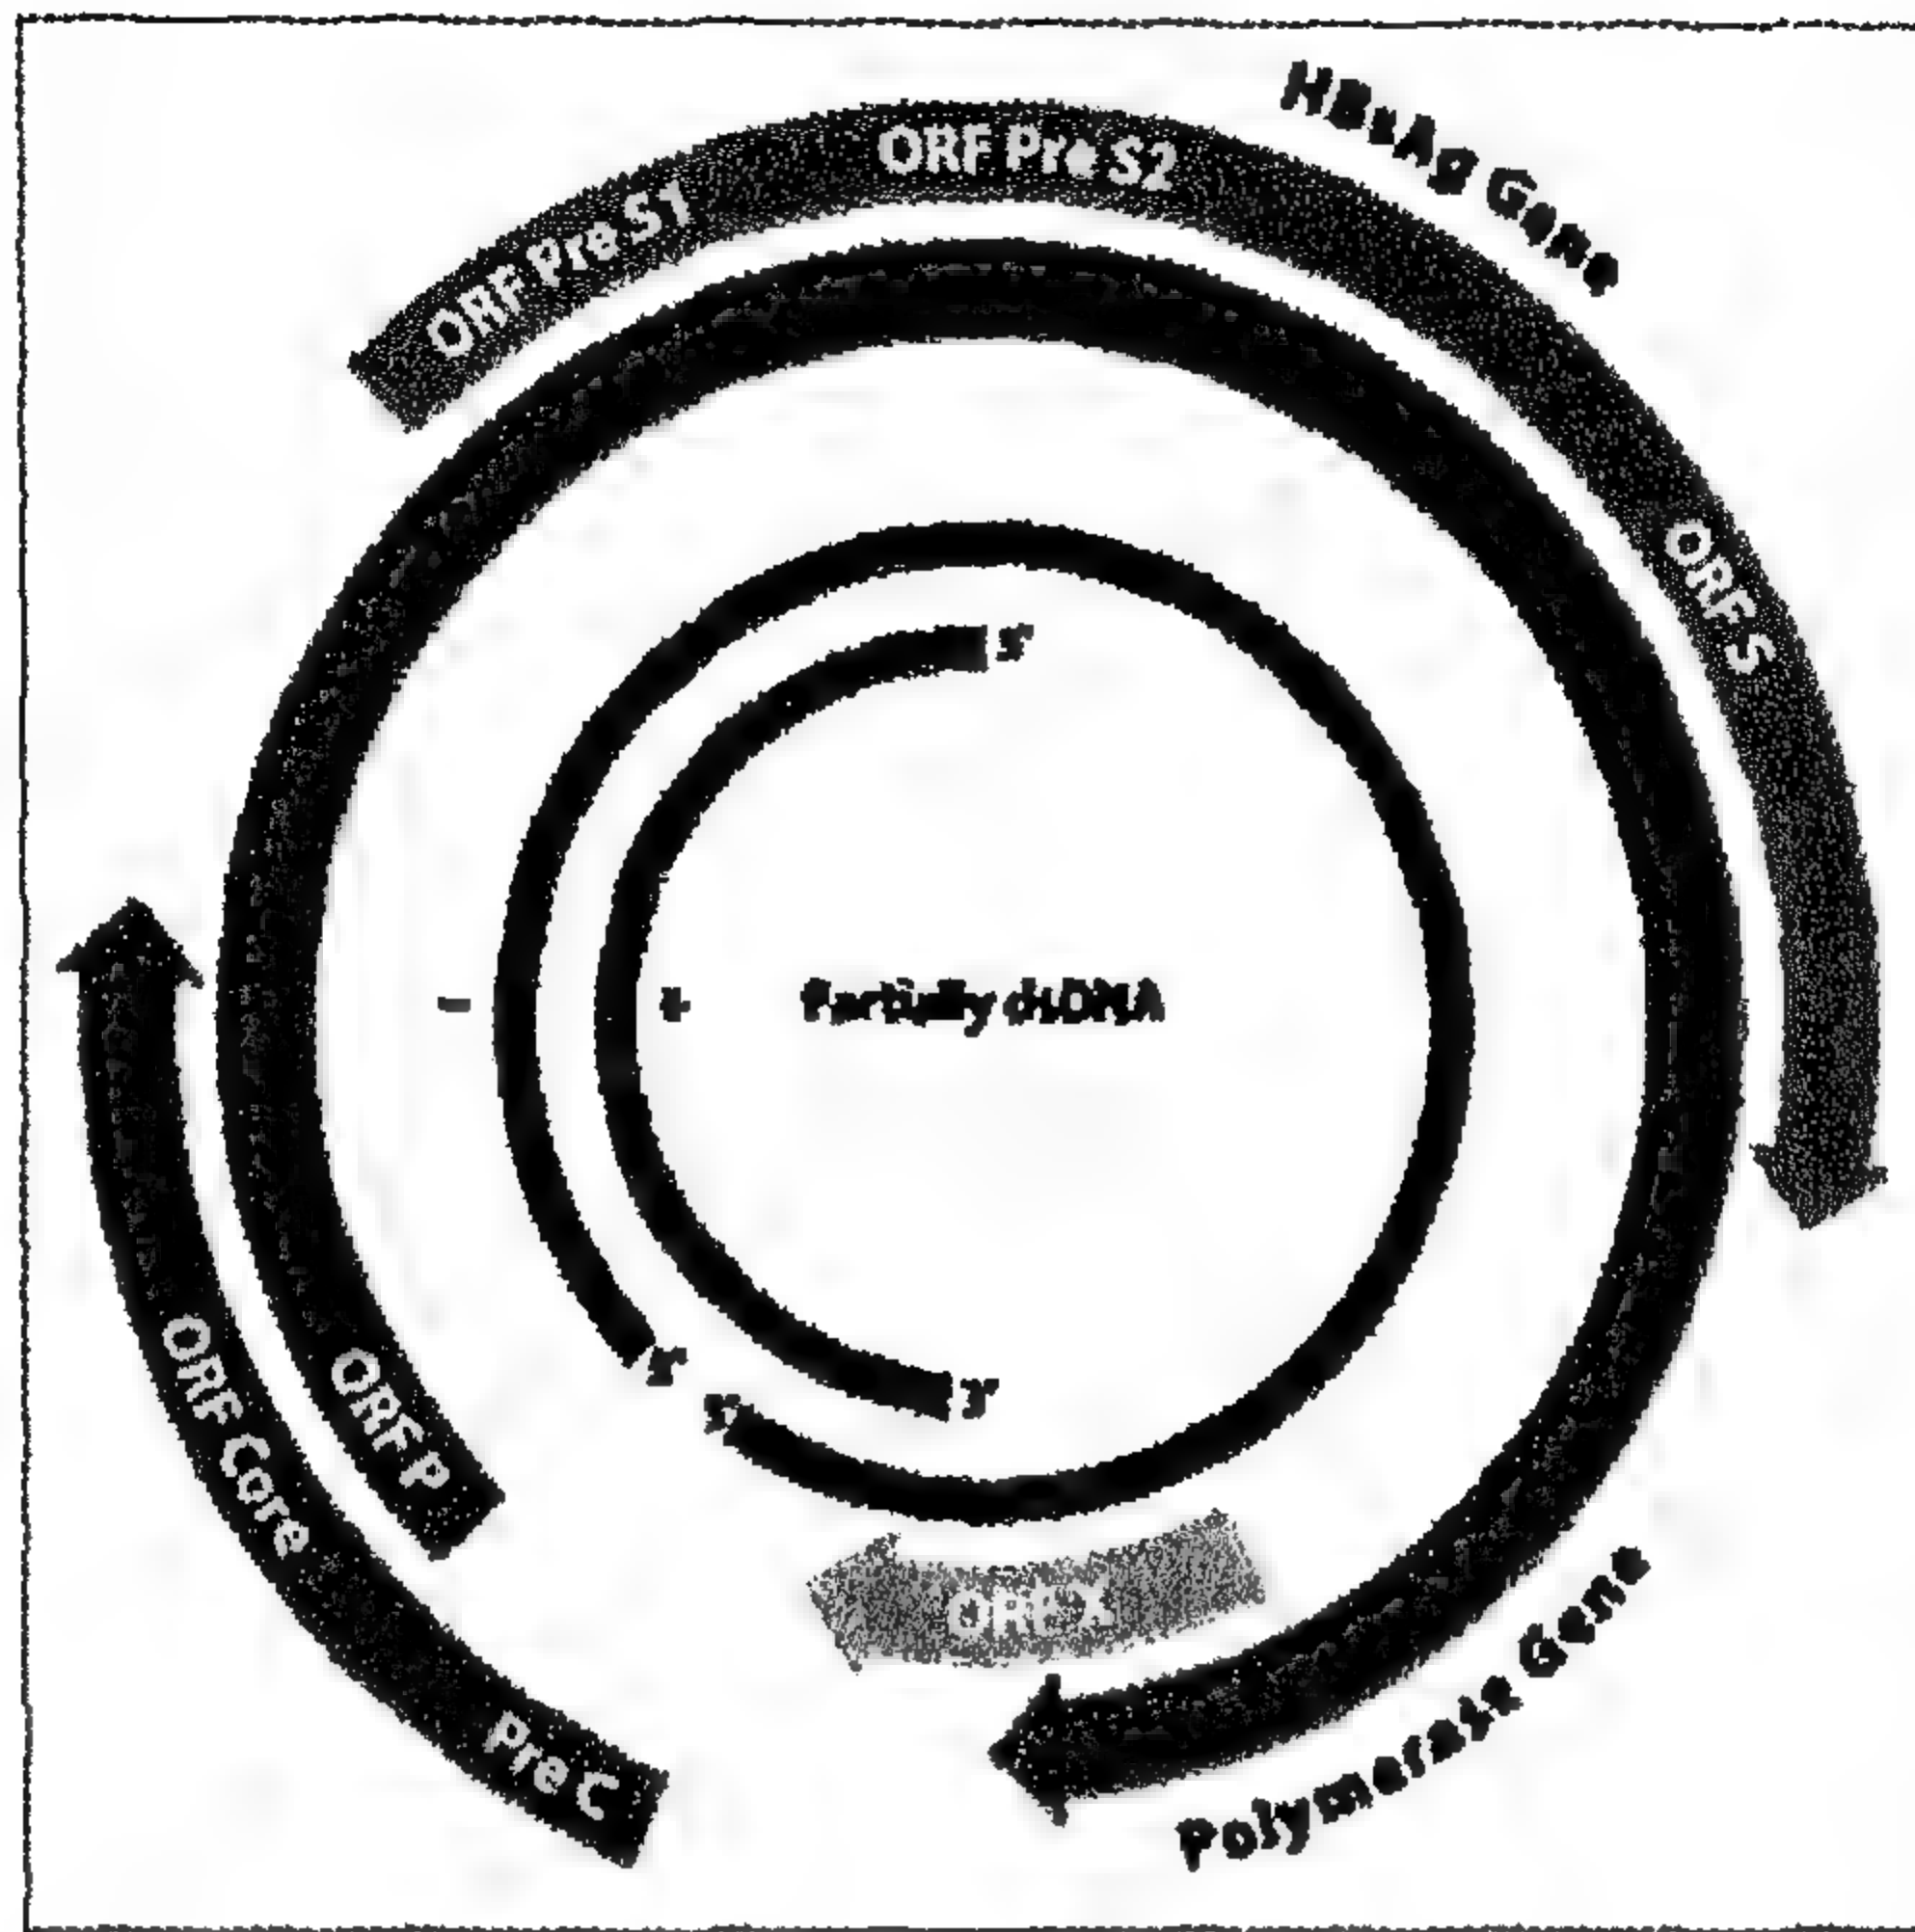 HBsAg Gene
ORF Pre S2
ORF Pre S1
ORF S
5'
- + Partially dsDNA
3'
5'
3'
ORF Core
ORF P
ORF X
Pre C
Polymerase Gene